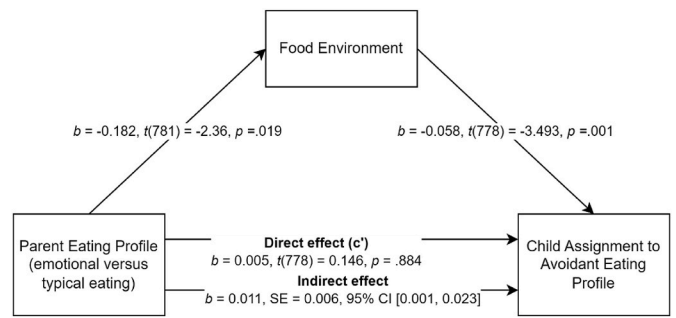 Food Environment
b = -0.182, t(781) = -2.36, p =.019
b = -0.058, t(778) = -3.493, p =.001
Parent Eating Profile
(emotional versus
typical eating)
Direct effect (c')
b = 0.005, t(778) = 0.146, p = .884
Indirect effect
b = 0.011, SE = 0.006, 95% CI [0.001, 0.023]
Child Assignment to
Avoidant Eating
Profile